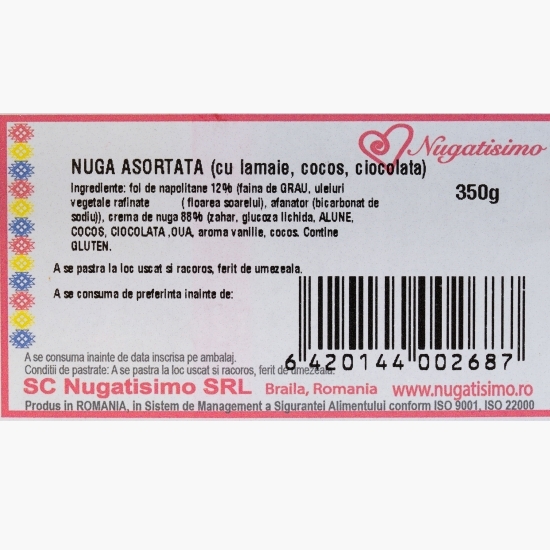 Nugatisimo
NUGA ASORTATA (cu lamaie, cocos, ciocolata)
350g
Ingrediente: foi de napolitane 12% (faina de GRAU, uleiuri
vegetale rafinate ( floarea soarelui), afanator (bicarbonat de
sodiu)), crema de nuga 88% (zahar, glucoza lichida, ALUNE,
COCOS, CIOCOLATA ,OUA, aroma vanilie, cocos. Contine
GLUTEN.
A se pastra la loc uscat si racoros, ferit de umezeala.
A se consuma de preferinta inainte de:
6 420144 002687
A se consuma inainte de data inscrisa pe ambalaj.
Conditii de pastrate: A se pastra la loc uscat si racoros, ferit de umezeala.
SC Nugatisimo SRL Braila, Romania www.nugatisimo.ro
Produs in ROMANIA, in Sistem de Management a Sigurantei Alimentului conform ISO 9001, ISO 22000